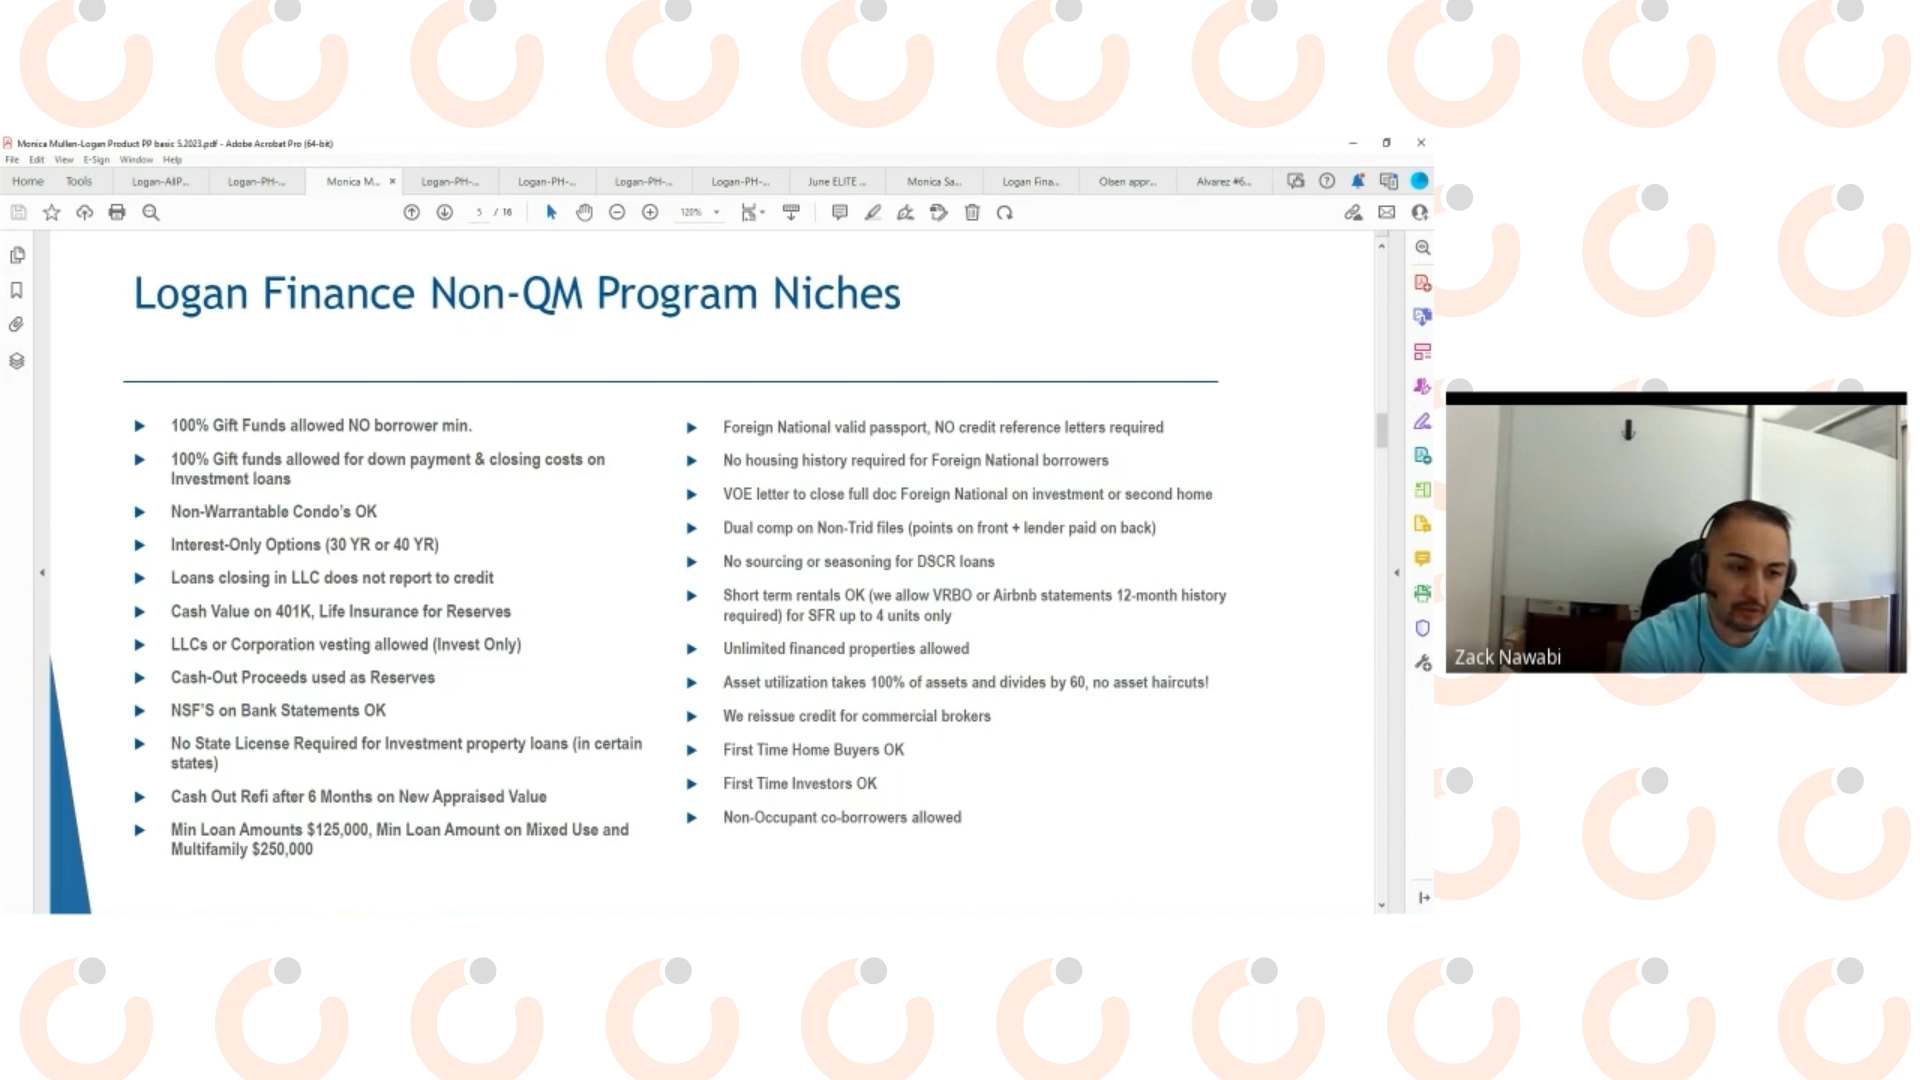 Monica Mullen-Logan Product PP basic 5.2023.pdf - Adobe Acrobat Pro (64-bit)
File Edit View E-Sign Window Help
Home Tools Logan-AllP... Logan-PH-... Monica M... × Logan-PH-... Logan-PH-... Logan-PH-... Logan-PH-... June ELITE ... Monica Sa... Logan Fina... Olsen appr... Alvarez #6...
5 / 16 120%
Logan Finance Non-QM Program Niches
100% Gift Funds allowed NO borrower min.
100% Gift funds allowed for down payment & closing costs on
Investment loans
Non-Warrantable Condo's OK
Interest-Only Options (30 YR or 40 YR)
Loans closing in LLC does not report to credit
Cash Value on 401K, Life Insurance for Reserves
LLCs or Corporation vesting allowed (Invest Only)
Cash-Out Proceeds used as Reserves
NSF'S on Bank Statements OK
No State License Required for Investment property loans (in certain
states)
Cash Out Refi after 6 Months on New Appraised Value
Min Loan Amounts $125,000, Min Loan Amount on Mixed Use and
Multifamily $250,000
Foreign National valid passport, NO credit reference letters required
No housing history required for Foreign National borrowers
VOE letter to close full doc Foreign National on investment or second home
Dual comp on Non-Trid files (points on front + lender paid on back)
No sourcing or seasoning for DSCR loans
Short term rentals OK (we allow VRBO or Airbnb statements 12-month history
required) for SFR up to 4 units only
Unlimited financed properties allowed
Asset utilization takes 100% of assets and divides by 60, no asset haircuts!
We reissue credit for commercial brokers
First Time Home Buyers OK
First Time Investors OK
Non-Occupant co-borrowers allowed
Zack Nawabi